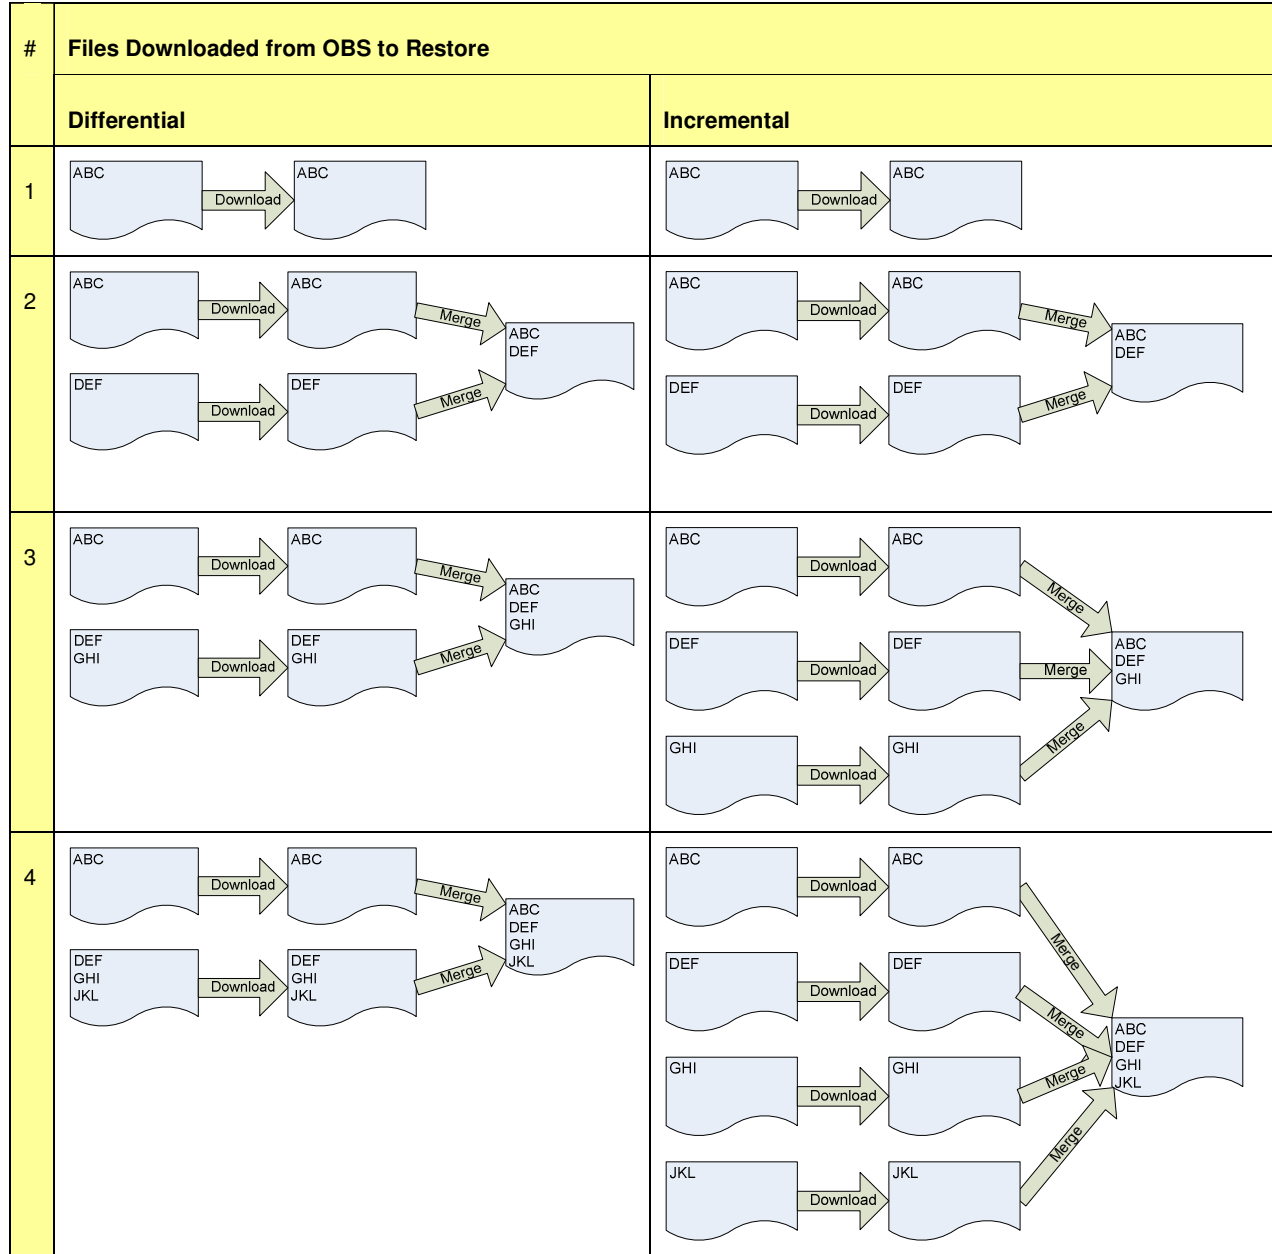 #
Files Downloaded from OBS to Restore
Differential
Incremental
1
ABC
Download
ABC
ABC
Download
ABC
2
ABC
Download
ABC
Merge
DEF
Download
DEF
Merge
ABC
DEF
ABC
Download
ABC
Merge
DEF
Download
DEF
Merge
ABC
DEF
3
ABC
Download
ABC
Merge
DEF
GHI
Download
DEF
GHI
Merge
ABC
DEF
GHI
ABC
Download
ABC
Merge
DEF
Download
DEF
Merge
GHI
Download
GHI
Merge
ABC
DEF
GHI
4
ABC
Download
ABC
Merge
DEF
GHI
JKL
Download
DEF
GHI
JKL
Merge
ABC
DEF
GHI
JKL
ABC
Download
ABC
Merge
DEF
Download
DEF
Merge
GHI
Download
GHI
Merge
JKL
Download
JKL
Merge
ABC
DEF
GHI
JKL